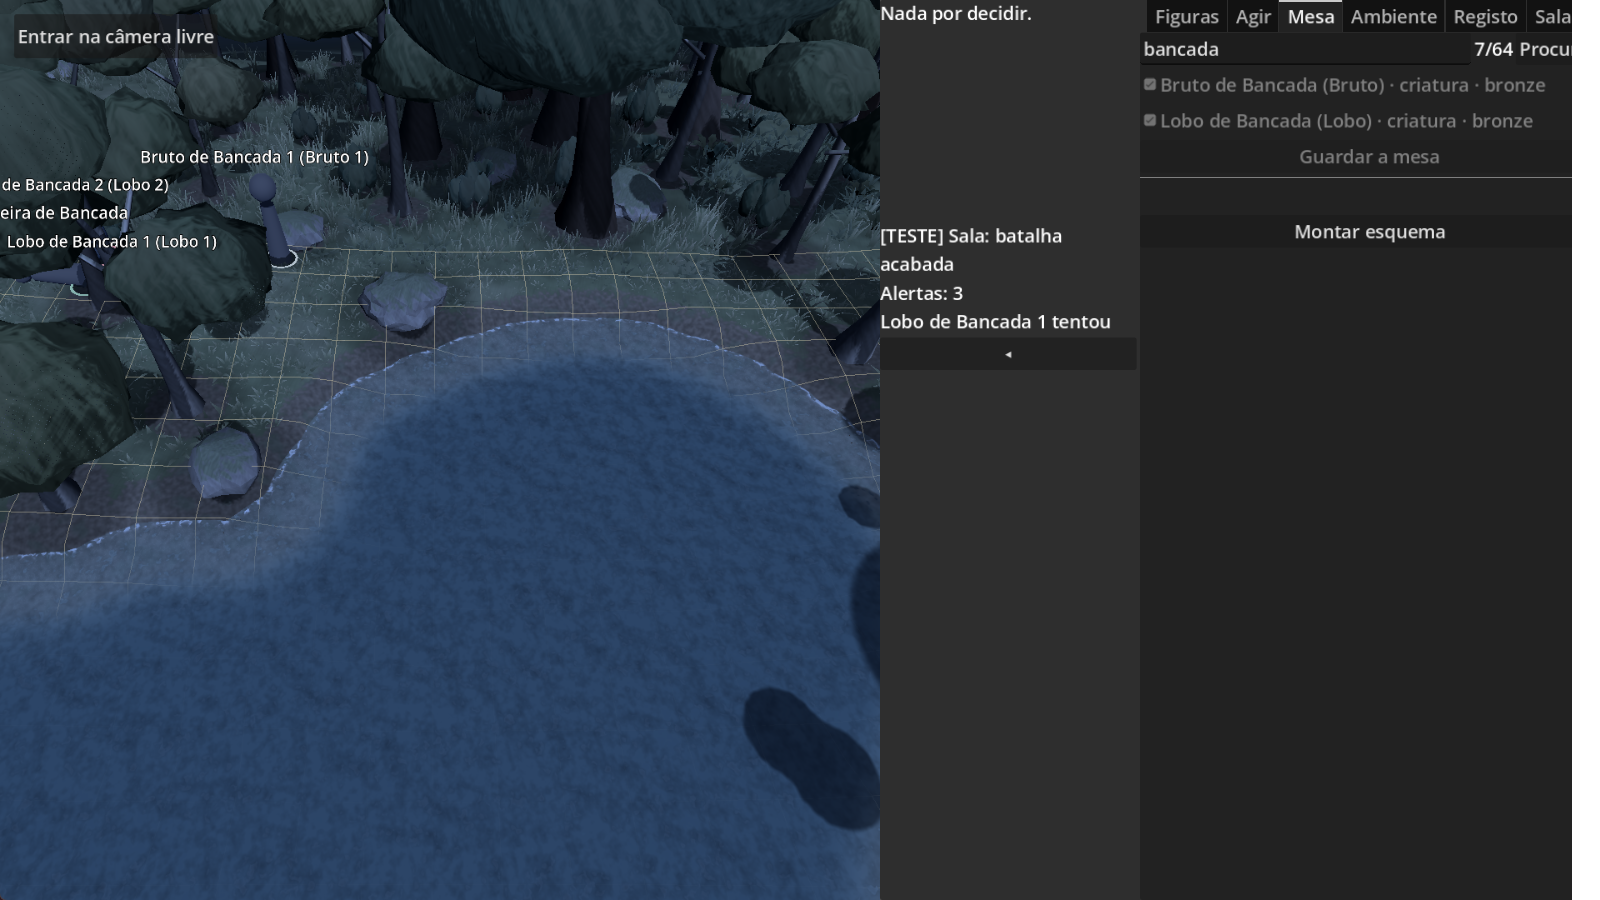 Entrar na câmera livre
Bruto de Bancada 1 (Bruto 1)
de Bancada 2 (Lobo 2)
eira de Bancada
Lobo de Bancada 1 (Lobo 1)
Nada por decidir.
[TESTE] Sala: batalha
acabada
Alertas: 3
Lobo de Bancada 1 tentou
Figuras Agir Mesa Ambiente Registo Sala
bancada 7/64 Procu
Bruto de Bancada (Bruto) · criatura · bronze
Lobo de Bancada (Lobo) · criatura · bronze
Guardar a mesa
Montar esquema